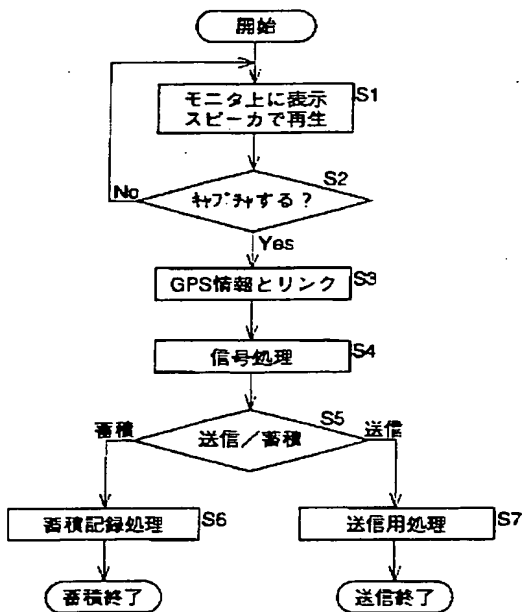 開始
モニタ上に表示
スピーカで再生
S1
S2
No
ｷｬﾌﾟﾁｬする？
Yes
GPS情報とリンク
S3
信号処理
S4
S5
蓄積
送信／蓄積
送信
蓄積記録処理
S6
送信用処理
S7
蓄積終了
送信終了